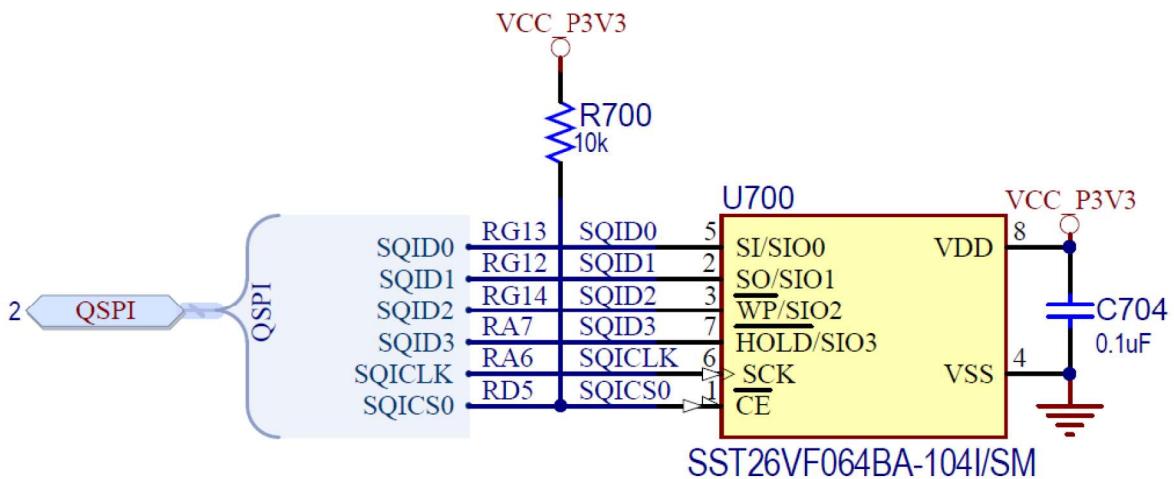 VCC_P3V3
R700
10k
U700
VCC_P3V3
SQID0 RG13 SQID0 5 SI/SIO0 VDD 8
SQID1 RG12 SQID1 2 SO/SIO1
2 QSPI QSPI SQID2 RG14 SQID2 3 WP/SIO2 C704
SQID3 RA7 SQID3 7 HOLD/SIO3 0.1uF
SQICLK RA6 SQICLK 6 SCK VSS 4
SQICS0 RD5 SQICS0 1 CE
SST26VF064BA-104I/SM